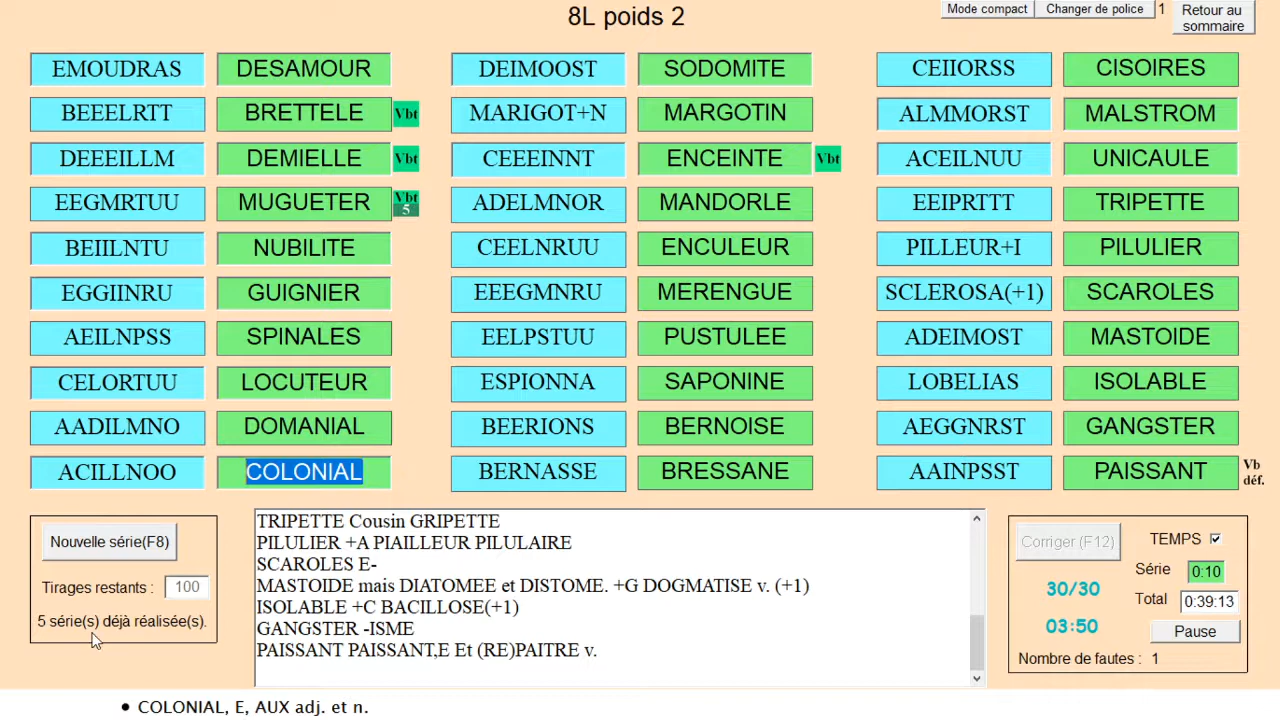 8L poids 2
Mode compact
Changer de police
1
Retour au
sommaire
EMOUDRAS DESAMOUR
BEEELRTT BRETTELE Vbt
DEEEILLM DEMIELLE Vbt
EEGMRTUU MUGUETER Vbt
5
BEIILNTU NUBILITE
EGGIINRU GUIGNIER
AEILNPSS SPINALES
CELORTUU LOCUTEUR
AADILMNO DOMANIAL
ACILLNOO COLONIAL
DEIMOOST SODOMITE
MARIGOT+N MARGOTIN
CEEEINNT ENCEINTE Vbt
ADELMNOR MANDORLE
CEELNRUU ENCULEUR
EEEGMNRU MERENGUE
EELPSTUU PUSTULEE
ESPIONNA SAPONINE
BEERIONS BERNOISE
BERNASSE BRESSANE
CEIIORSS CISOIRES
ALMMORST MALSTROM
ACEILNUU UNICAULE
EEIPRTTT TRIPETTE
PILLEUR+I PILULIER
SCLEROSA(+1) SCAROLES
ADEIMOST MASTOIDE
LOBELIAS ISOLABLE
AEGGNRST GANGSTER
AAINPSST PAISSANT Vb
déf.
Nouvelle série(F8)
Tirages restants : 100
5 série(s) déjà réalisée(s).
TRIPETTE Cousin GRIPETTE
PILULIER +A PIAILLEUR PILULAIRE
SCAROLES E-
MASTOIDE mais DIATOMEE et DISTOME. +G DOGMATISE v. (+1)
ISOLABLE +C BACILLOSE(+1)
GANGSTER -ISME
PAISSANT PAISSANT,E Et (RE)PAITRE v.
Corriger (F12)
30/30
03:50
TEMPS
Série 0:10
Total 0:39:13
Pause
Nombre de fautes : 1
• COLONIAL, E, AUX adj. et n.